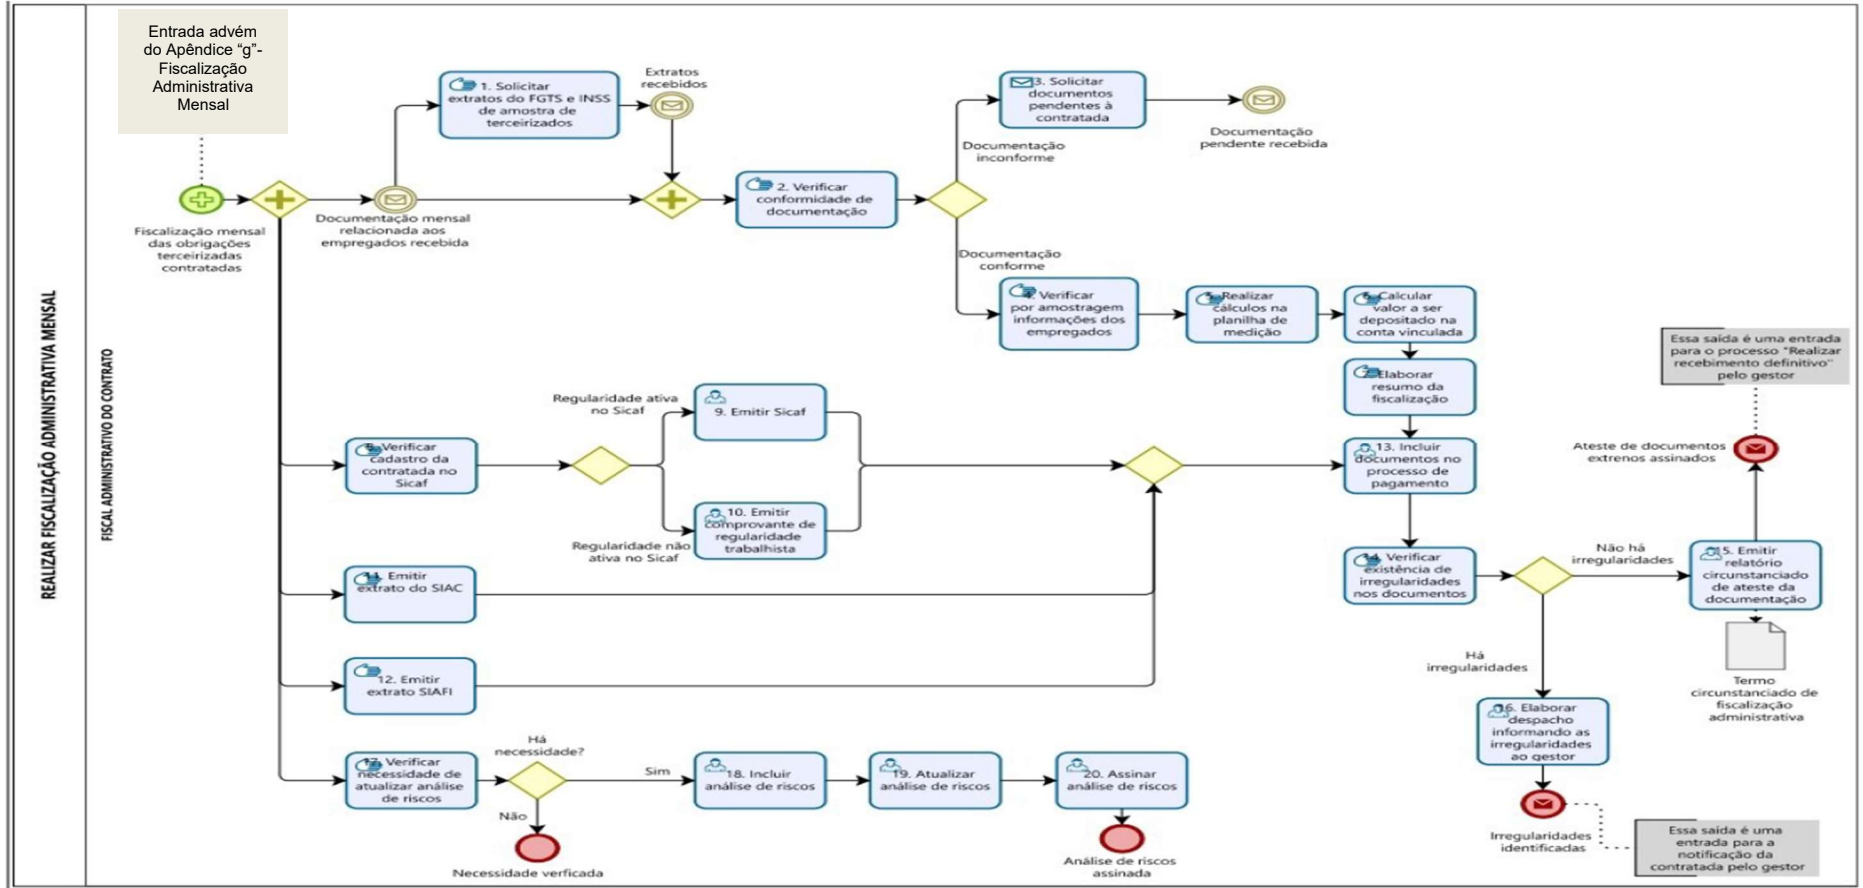 REALIZAR FISCALIZAÇÃO ADMINISTRATIVA MENSAL
FISCAL ADMINISTRATIVO DO CONTRATO
Entrada advém
do Apêndice “g”-
Fiscalização
Administrativa
Mensal
Fiscalização mensal
das obrigações
terceirizadas
contratadas
Documentação mensal
relacionada aos
empregados recebida
1. Solicitar
extratos do FGTS e INSS
de amostra de
terceirizados
Extratos
recebidos
2. Verificar
conformidade de
documentação
Documentação
inconforme
3. Solicitar
documentos
pendentes à
contratada
Documentação
pendente recebida
Documentação
conforme
4. Verificar
por amostragem
informações dos
empregados
5. Realizar
cálculos na
planilha de
medição
6. Calcular
valor a ser
depositado na
conta vinculada
7. Elaborar
resumo da
fiscalização
8. Verificar
cadastro da
contratada no
Sicaf
Regularidade ativa
no Sicaf
9. Emitir Sicaf
Regularidade não
ativa no Sicaf
10. Emitir
comprovante de
regularidade
trabalhista
11. Emitir
extrato do SIAC
12. Emitir
extrato SIAFI
13. Incluir
documentos no
processo de
pagamento
14. Verificar
existência de
irregularidades
nos documentos
Não há
irregularidades
15. Emitir
relatório
circunstanciado
de ateste da
documentação
Ateste de documentos
extrenos assinados
Essa saída é uma entrada
para o processo "Realizar
recebimento definitivo"
pelo gestor
Termo
circunstanciado de
fiscalização
administrativa
Há
irregularidades
16. Elaborar
despacho
informando as
irregularidades
ao gestor
Irregularidades
identificadas
Essa saída é uma
entrada para a
notificação da
contratada pelo gestor
17. Verificar
necessidade de
atualizar análise
de riscos
Há
necessidade?
Sim
Não
Necessidade verificada
18. Incluir
análise de riscos
19. Atualizar
análise de riscos
20. Assinar
análise de riscos
Análise de riscos
assinada